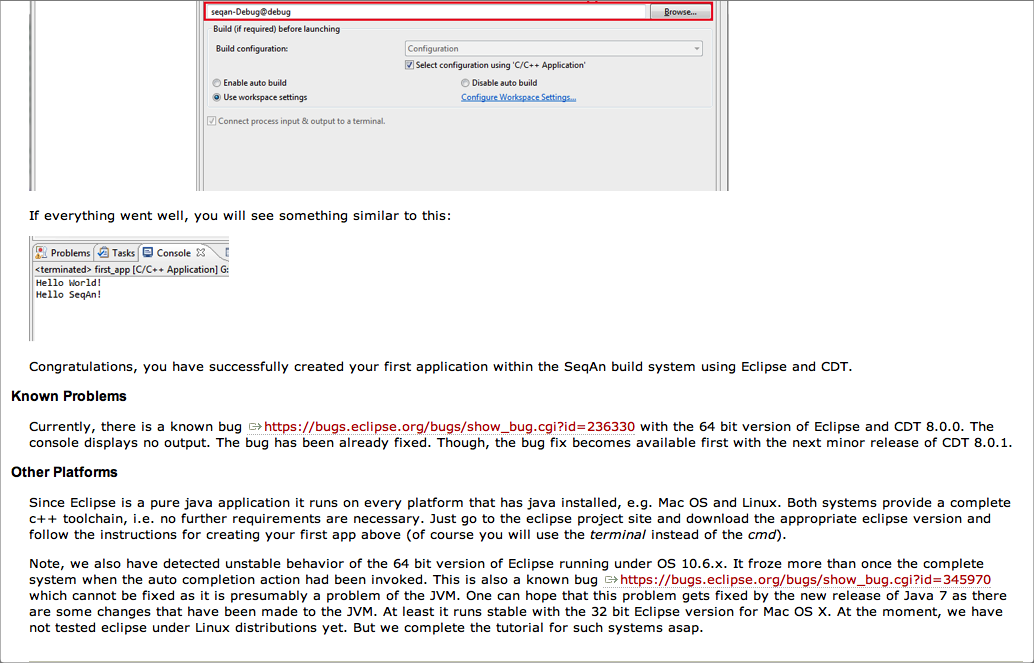 seqan-Debug@debug Browse...
Build (if required) before launching
Build configuration: Configuration
Select configuration using 'C/C++ Application'
Enable auto build Disable auto build
Use workspace settings Configure Workspace Settings...
Connect process input & output to a terminal.
If everything went well, you will see something similar to this:
Problems Tasks Console
<terminated> first_app [C/C++ Application] G:
Hello World!
Hello SeqAn!
Congratulations, you have successfully created your first application within the SeqAn build system using Eclipse and CDT.
Known Problems
Currently, there is a known bug https://bugs.eclipse.org/bugs/show_bug.cgi?id=236330 with the 64 bit version of Eclipse and CDT 8.0.0. The
console displays no output. The bug has been already fixed. Though, the bug fix becomes available first with the next minor release of CDT 8.0.1.
Other Platforms
Since Eclipse is a pure java application it runs on every platform that has java installed, e.g. Mac OS and Linux. Both systems provide a complete
c++ toolchain, i.e. no further requirements are necessary. Just go to the eclipse project site and download the appropriate eclipse version and
follow the instructions for creating your first app above (of course you will use the terminal instead of the cmd).
Note, we also have detected unstable behavior of the 64 bit version of Eclipse running under OS 10.6.x. It froze more than once the complete
system when the auto completion action had been invoked. This is also a known bug https://bugs.eclipse.org/bugs/show_bug.cgi?id=345970
which cannot be fixed as it is presumably a problem of the JVM. One can hope that this problem gets fixed by the new release of Java 7 as there
are some changes that have been made to the JVM. At least it runs stable with the 32 bit Eclipse version for Mac OS X. At the moment, we have
not tested eclipse under Linux distributions yet. But we complete the tutorial for such systems asap.